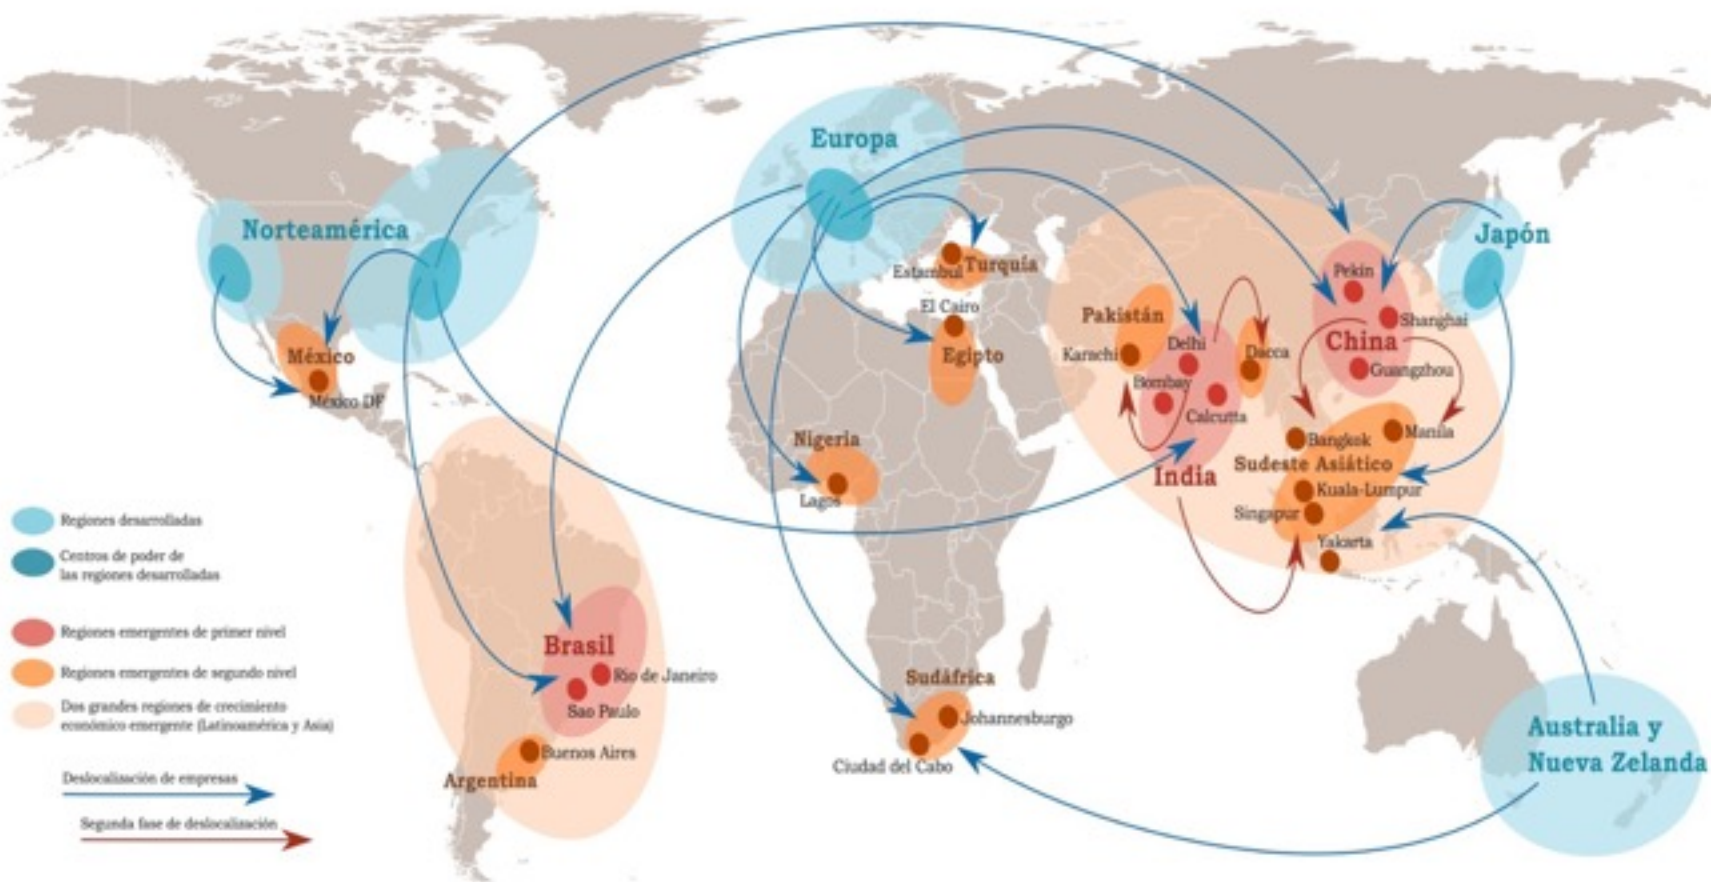 Europa
Norteamérica
Japón
Estambul
Turquía
Pekin
El Cairo
Pakistán
Shanghai
Karachi
Delhi
Dacca
China
México
Egipto
Guangzhou
Bombay
México DF
Calcutta
Nigeria
Bangkok
Manila
Sudeste Asiático
India
Kuala-Lumpur
Lagos
Singapur
Yakarta
Brasil
Río de Janeiro
Sao Paulo
Sudáfrica
Johannesburgo
Ciudad del Cabo
Buenos Aires
Argentina
Australia y
Nueva Zelanda
Regiones desarrolladas
Centros de poder de
las regiones desarrolladas
Regiones emergentes de primer nivel
Regiones emergentes de segundo nivel
Dos grandes regiones de crecimiento
económico emergente (Latinoamérica y Asia)
Deslocalización de empresas
Segunda fase de deslocalización